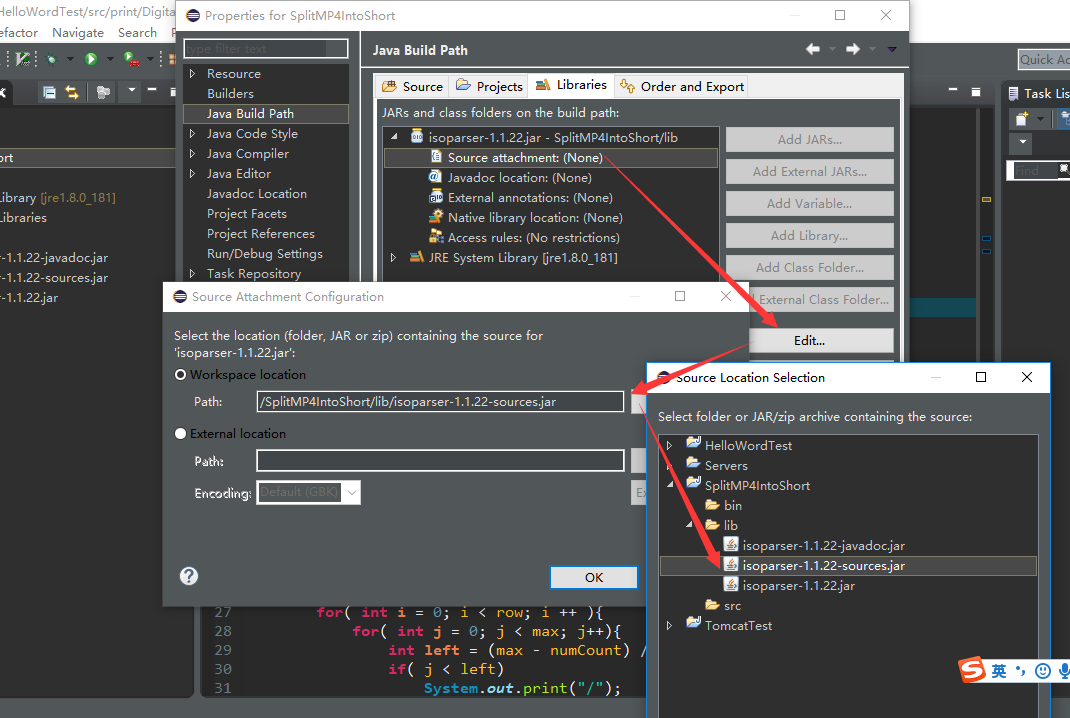 HelloWordTest/src/print/Digita
Refactor Navigate Search
Quick Ac
Task Lis
Find
ort
Library [jre1.8.0_181]
Libraries
-1.1.22-javadoc.jar
-1.1.22-sources.jar
-1.1.22.jar
Properties for SplitMP4IntoShort
type filter text
Resource
Builders
Java Build Path
Java Code Style
Java Compiler
Java Editor
Javadoc Location
Project Facets
Project References
Run/Debug Settings
Task Repository
Java Build Path
Source Projects Libraries Order and Export
JARs and class folders on the build path:
isoparser-1.1.22.jar - SplitMP4IntoShort/lib
Source attachment: (None)
Javadoc location: (None)
External annotations: (None)
Native library location: (None)
Access rules: (No restrictions)
JRE System Library [jre1.8.0_181]
Add JARs...
Add External JARs...
Add Variable...
Add Library...
Add Class Folder...
External Class Folder...
Edit...
Source Attachment Configuration
Select the location (folder, JAR or zip) containing the source for
'isoparser-1.1.22.jar':
Workspace location
Path: /SplitMP4IntoShort/lib/isoparser-1.1.22-sources.jar
External location
Path:
Encoding: Default (GBK)
Ex
OK
Source Location Selection
Select folder or JAR/zip archive containing the source:
HelloWordTest
Servers
SplitMP4IntoShort
bin
lib
isoparser-1.1.22-javadoc.jar
isoparser-1.1.22-sources.jar
isoparser-1.1.22.jar
src
TomcatTest
27 for( int i = 0; i < row; i ++ ){
28 for( int j = 0; j < max; j++){
29 int left = (max - numCount) /
30 if( j < left)
31 System.out.print("/");
S 英